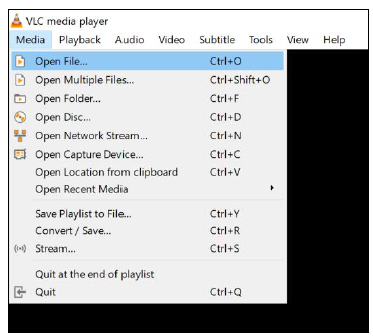 VLC media player
Media Playback Audio Video Subtitle Tools View Help
Open File... Ctrl+O
Open Multiple Files... Ctrl+Shift+O
Open Folder... Ctrl+F
Open Disc... Ctrl+D
Open Network Stream... Ctrl+N
Open Capture Device... Ctrl+C
Open Location from clipboard Ctrl+V
Open Recent Media
Save Playlist to File... Ctrl+Y
Convert / Save... Ctrl+R
Stream... Ctrl+S
Quit at the end of playlist
Quit Ctrl+Q